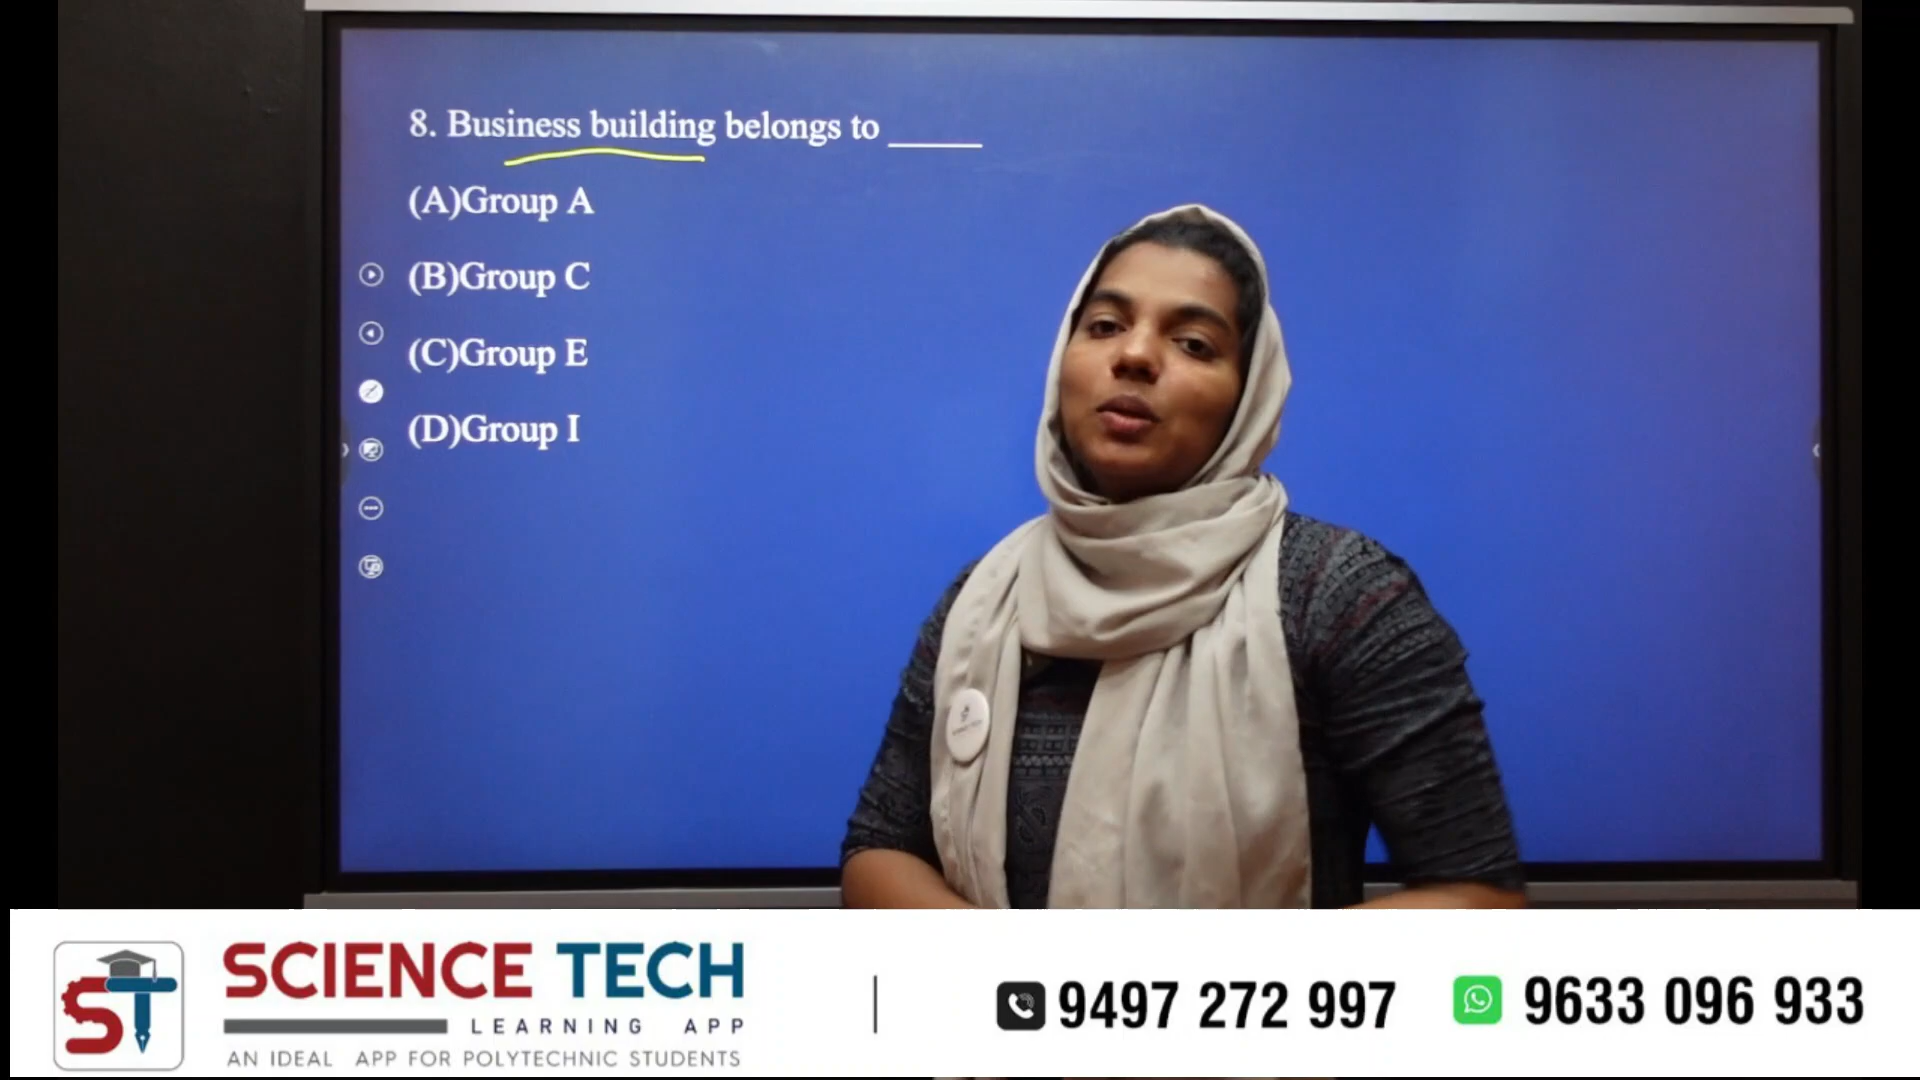 8. Business building belongs to _____
(A)Group A
(B)Group C
(C)Group E
(D)Group I
SCIENCE TECH
LEARNING APP
AN IDEAL APP FOR POLYTECHNIC STUDENTS
9497 272 997
9633 096 933
ST